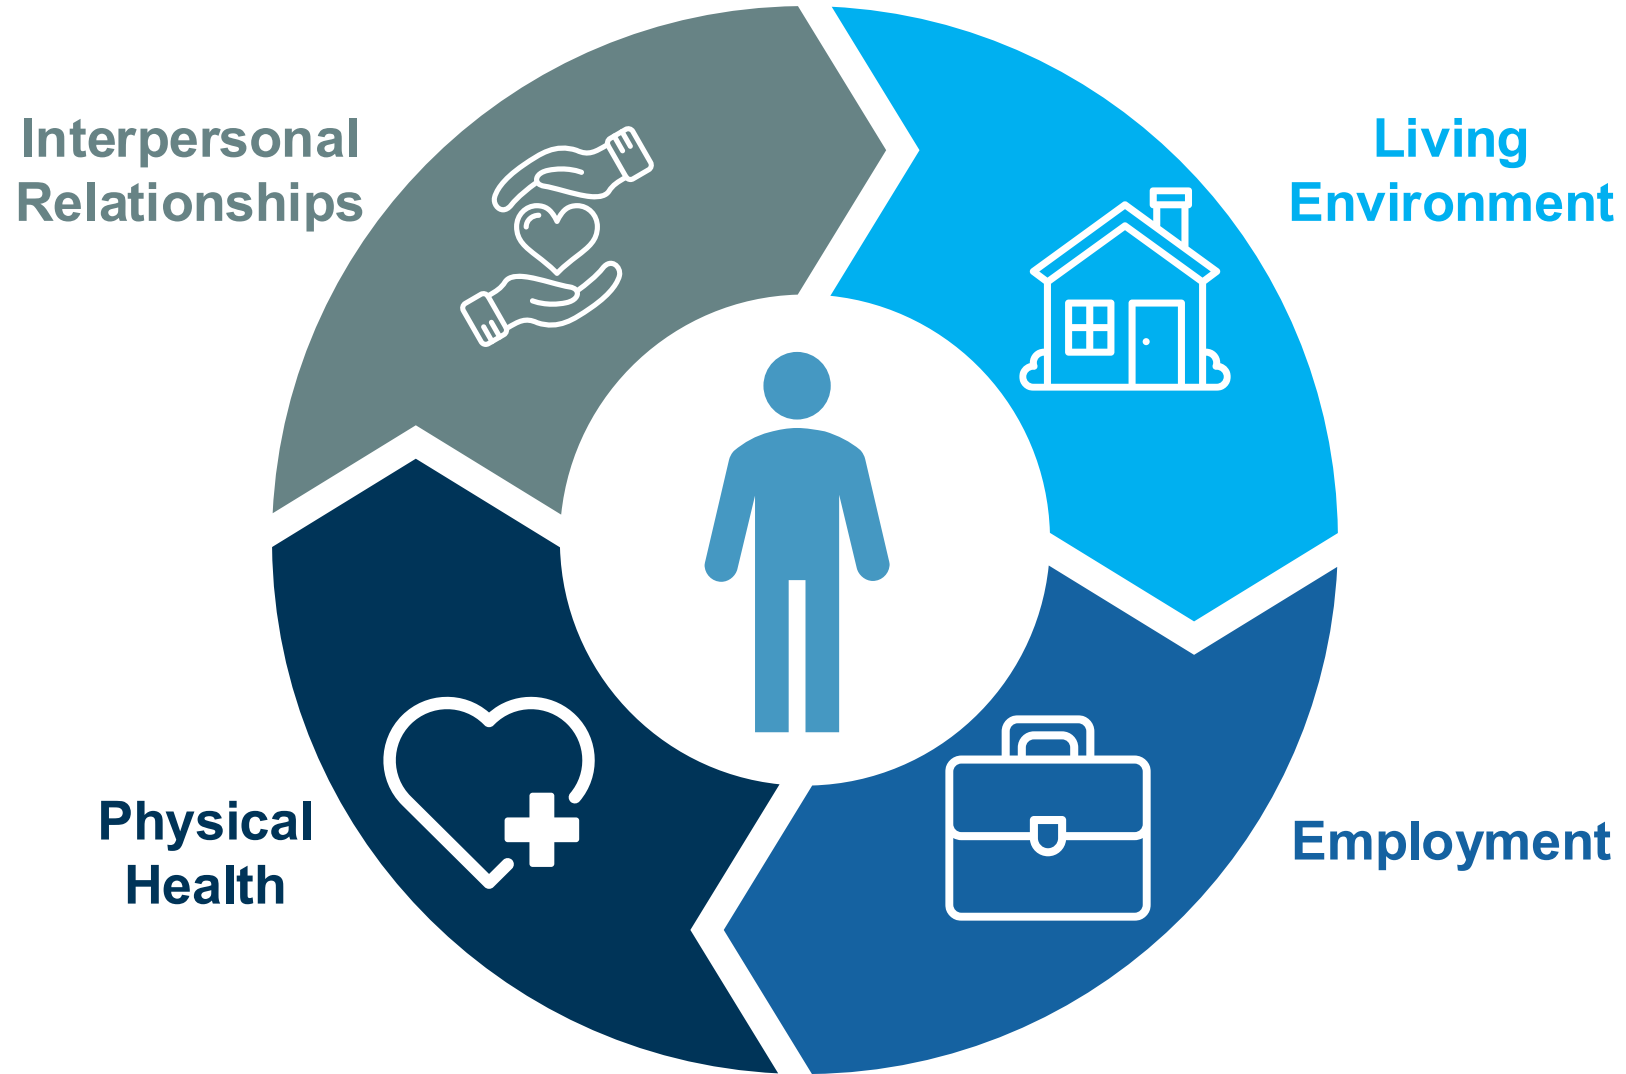 Interpersonal
Relationships
Living
Environment
Physical
Health
Employment